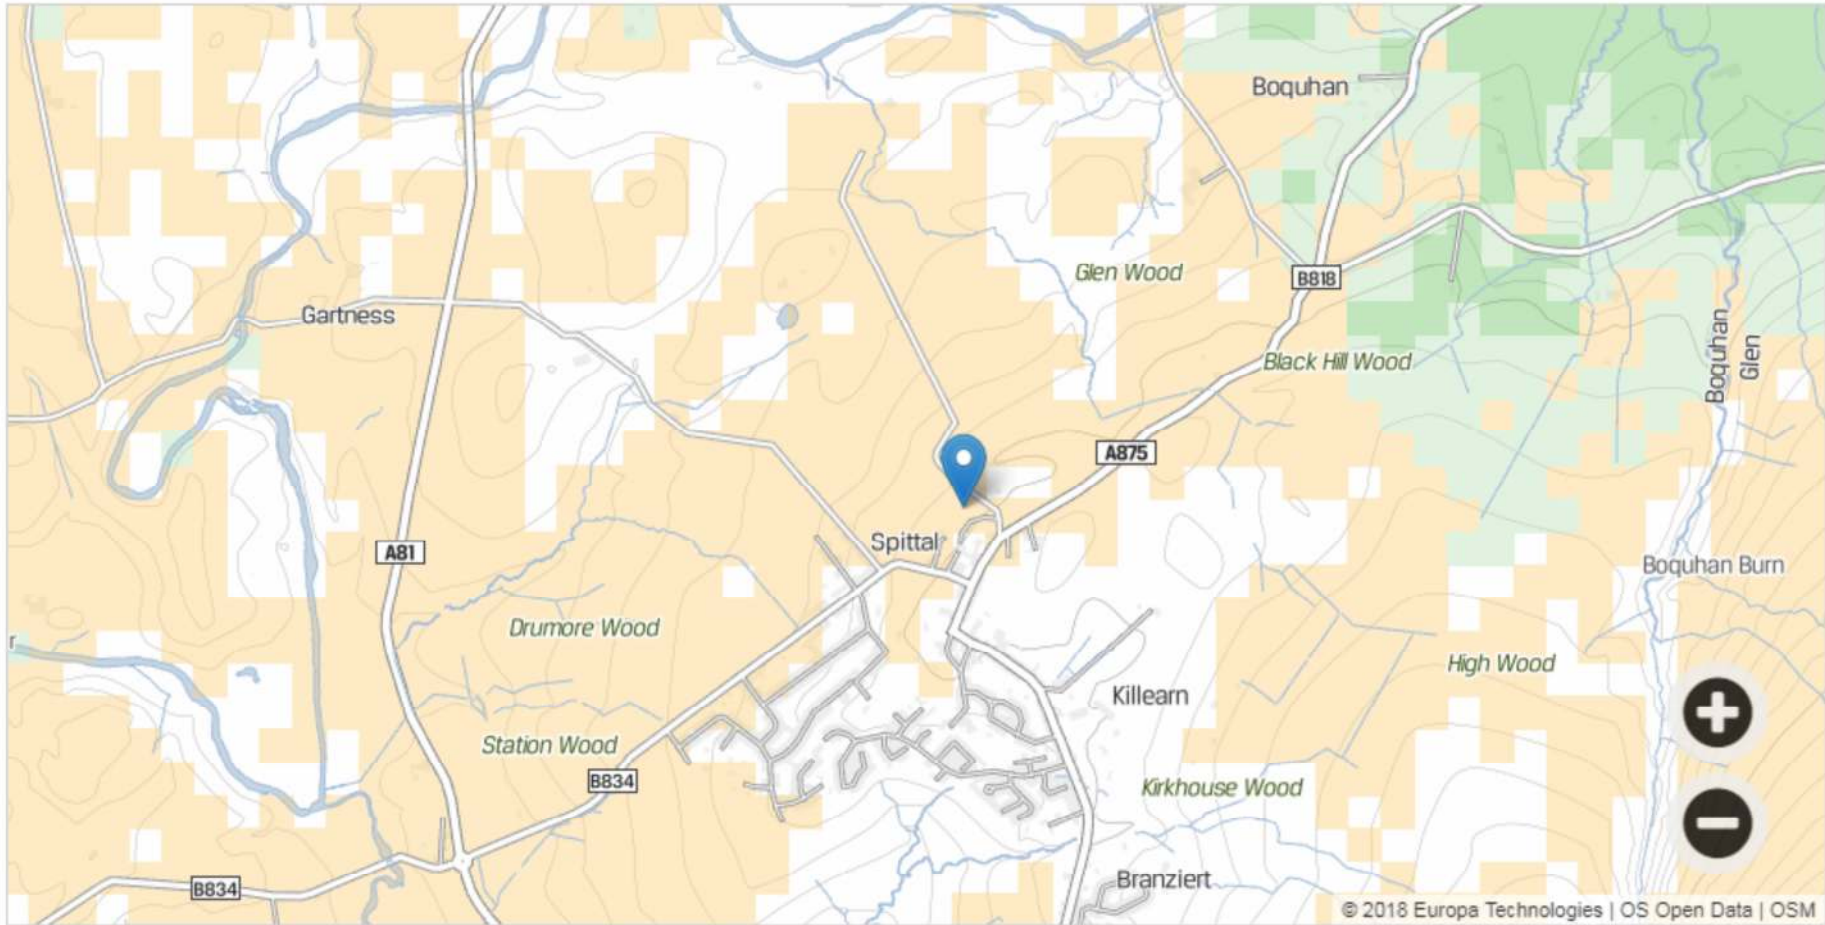 Boquhan
Glen Wood
B818
Gartness
Black Hill Wood
Boquhan
Glen
A875
A81
Spittal
Boquhan Burn
Drumore Wood
r
High Wood
Killearn
Station Wood
B834
Kirkhouse Wood
B834
Branziert
© 2018 Europa Technologies | OS Open Data | OSM